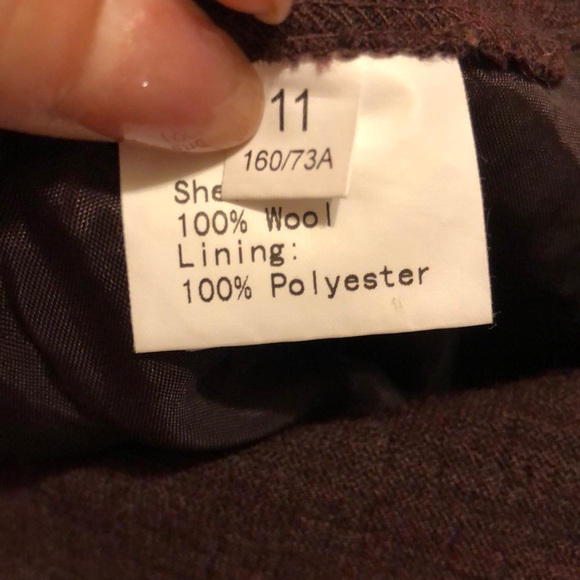 11
160/73A
She
100% Wool
Lining:
100% Polyester